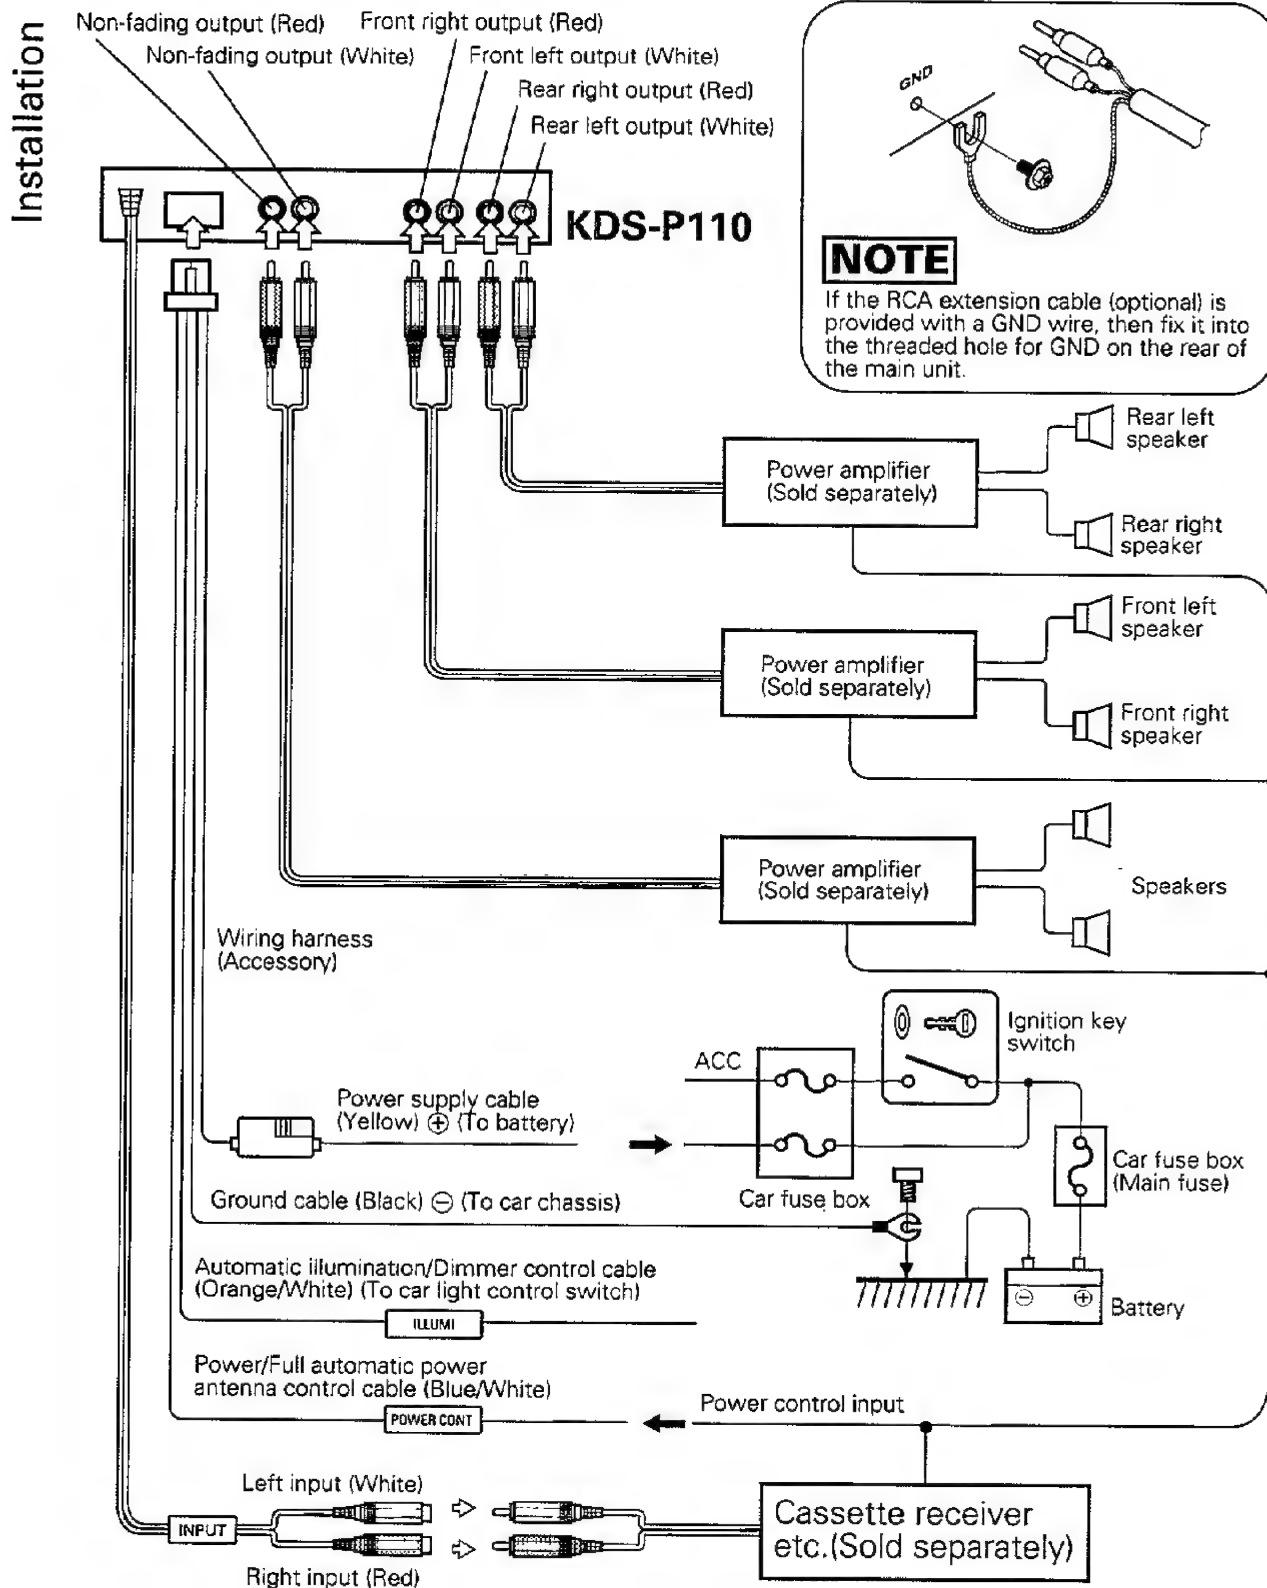 Installation
Non-fading output (Red)
Front right output (Red)
Non-fading output (White)
Front left output (White)
Rear right output (Red)
Rear left output (White)
KDS-P110
GND
NOTE
If the RCA extension cable (optional) is
provided with a GND wire, then fix it into
the threaded hole for GND on the rear of
the main unit.
Rear left
speaker
Power amplifier
(Sold separately)
Rear right
speaker
Front left
speaker
Power amplifier
(Sold separately)
Front right
speaker
Power amplifier
(Sold separately)
Speakers
Wiring harness
(Accessory)
Ignition key
switch
ACC
Power supply cable
(Yellow) ⊕ (To battery)
Car fuse box
Car fuse box
(Main fuse)
Ground cable (Black) ⊖ (To car chassis)
Automatic illumination/Dimmer control cable
(Orange/White) (To car light control switch)
ILLUMI
⊖ ⊕
Battery
Power/Full automatic power
antenna control cable (Blue/White)
POWER CONT
Power control input
Left input (White)
INPUT
Right input (Red)
Cassette receiver
etc.(Sold separately)